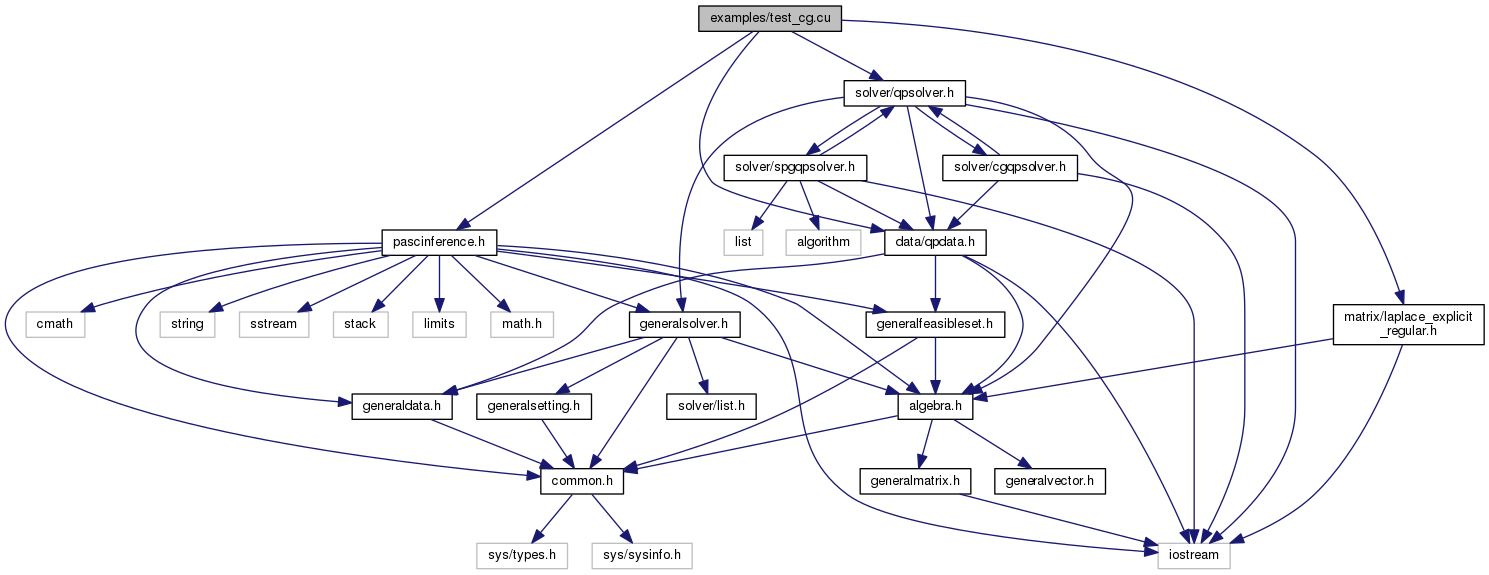 examples/test_cg.cu
solver/qpsolver.h
solver/spgqpsolver.h
solver/cgqpsolver.h
pascinference.h
list
algorithm
data/qpdata.h
cmath
string
sstream
stack
limits
math.h
generalsolver.h
generalfeasibleset.h
matrix/laplace_explicit
_regular.h
generaldata.h
generalsetting.h
solver/list.h
algebra.h
common.h
generalmatrix.h
generalvector.h
sys/types.h
sys/sysinfo.h
iostream